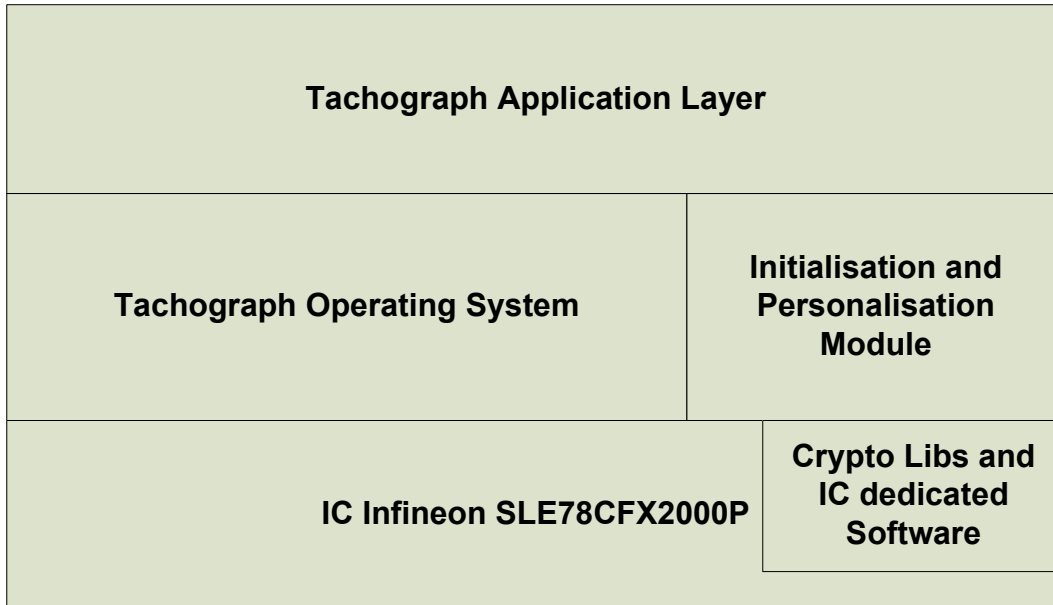 Tachograph Application Layer
Tachograph Operating System
Initialisation and
Personalisation
Module
IC Infineon SLE78CFX2000P
Crypto Libs and
IC dedicated
Software